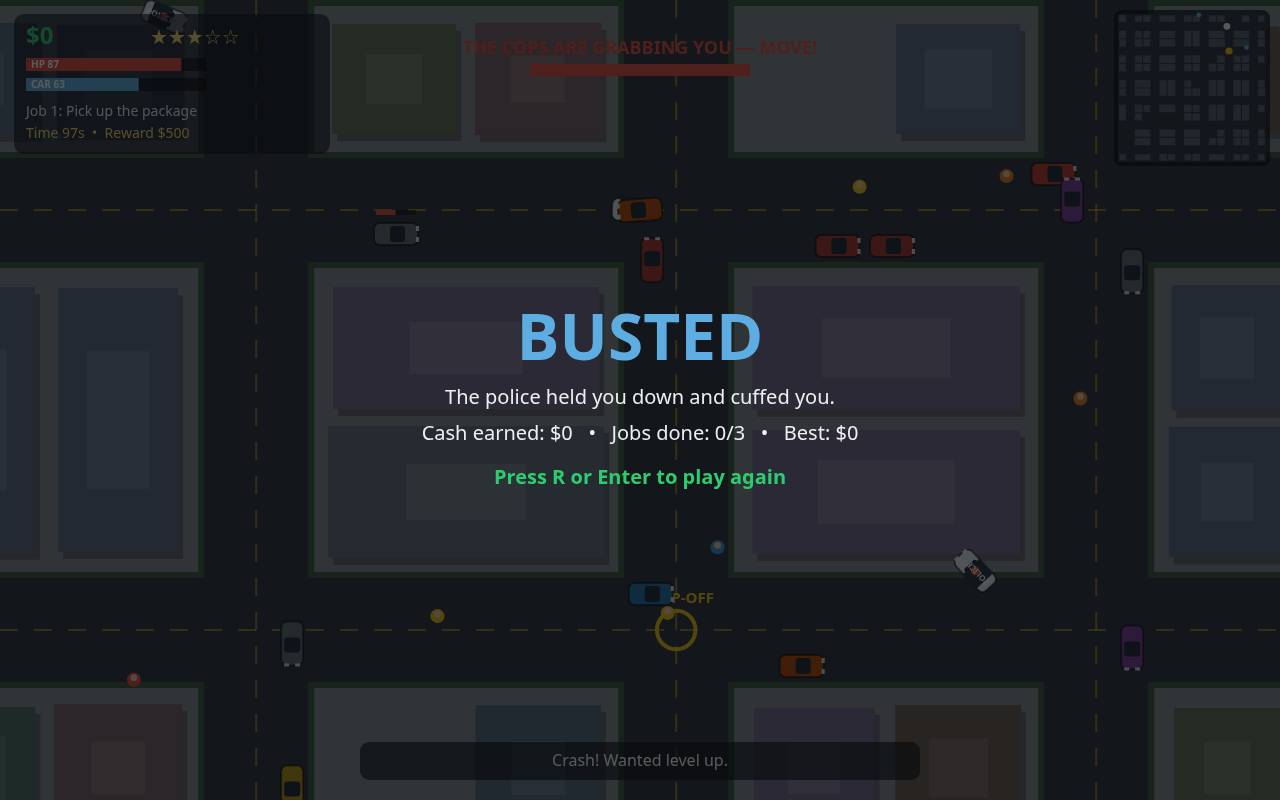 $0
★★★☆☆
HP 87
CAR 63
Job 1: Pick up the package
Time 97s • Reward $500
THE COPS ARE GRABBING YOU — MOVE!
BUSTED
The police held you down and cuffed you.
Cash earned: $0 • Jobs done: 0/3 • Best: $0
Press R or Enter to play again
P-OFF
Crash! Wanted level up.